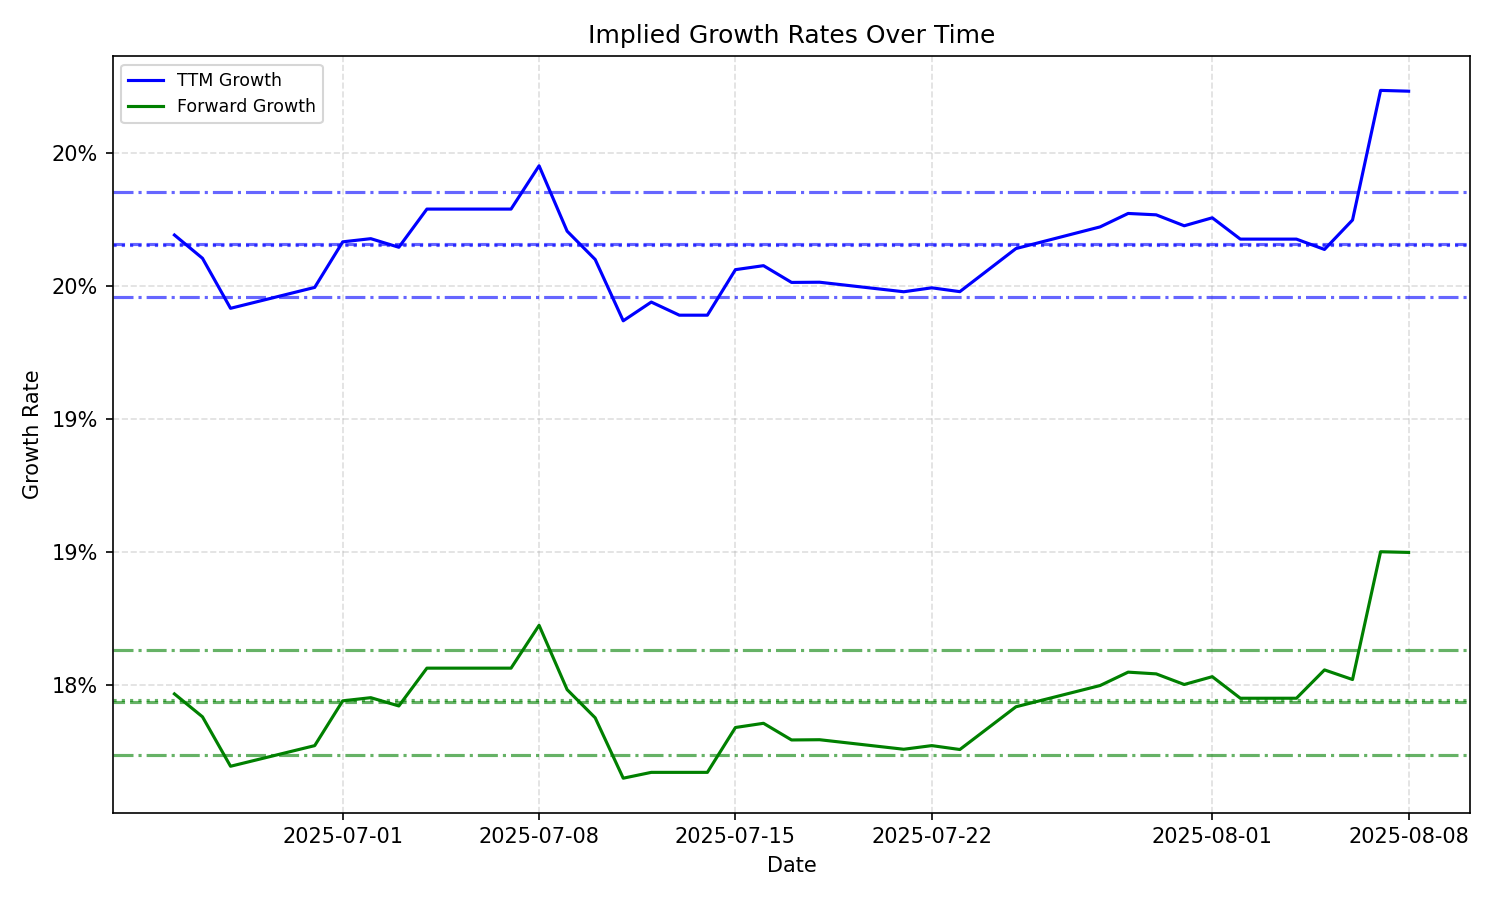 Implied Growth Rates Over Time
TTM Growth
Forward Growth
20%
20%
19%
19%
18%
Growth Rate
2025-07-01
2025-07-08
2025-07-15
2025-07-22
2025-08-01
2025-08-08
Date